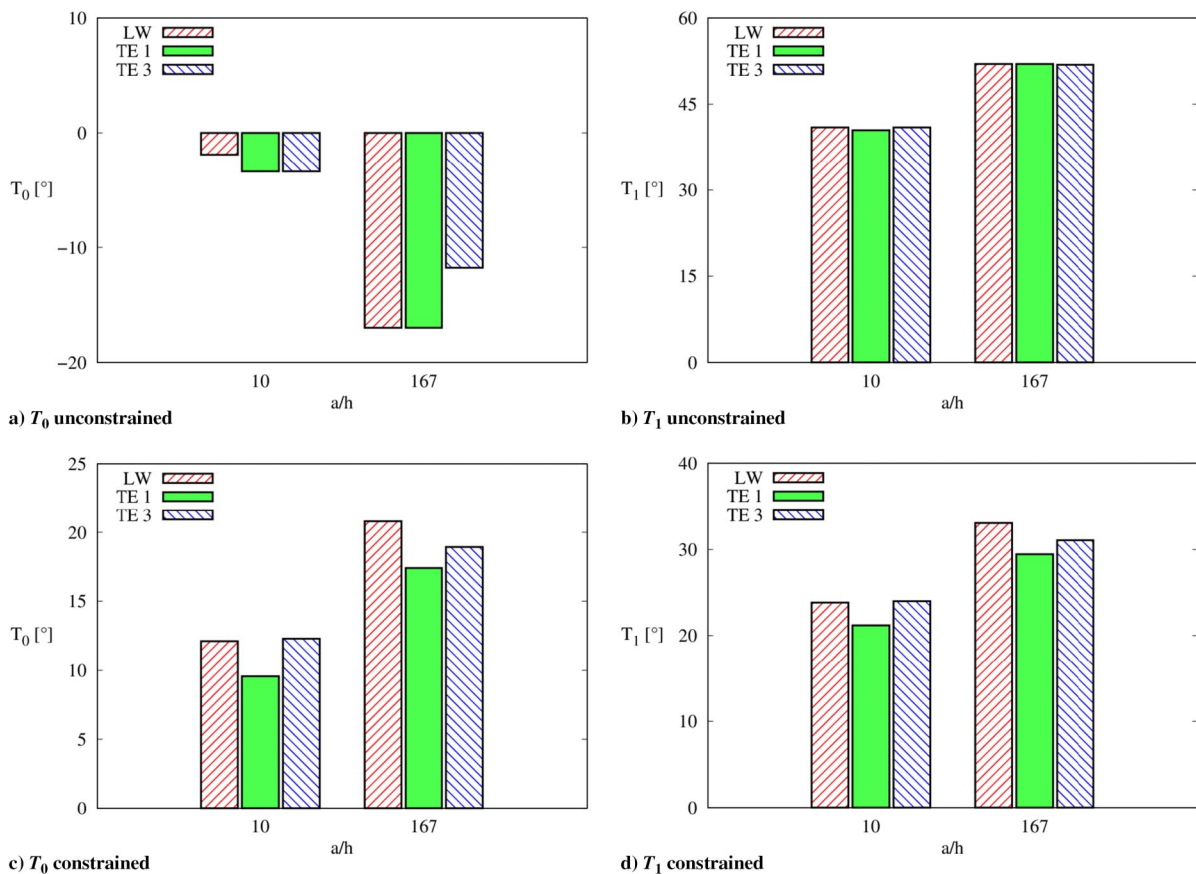 10
LW
TE 1
TE 3
0
T0 [°]
−10
−20
10 167
a/h
a) T0 unconstrained
60
LW
TE 1
TE 3
45
T1 [°]
30
15
0
10 167
a/h
b) T1 unconstrained
25
LW
TE 1
TE 3
20
15
T0 [°]
10
5
0
10 167
a/h
c) T0 constrained
40
LW
TE 1
TE 3
30
T1 [°]
20
10
0
10 167
a/h
d) T1 constrained